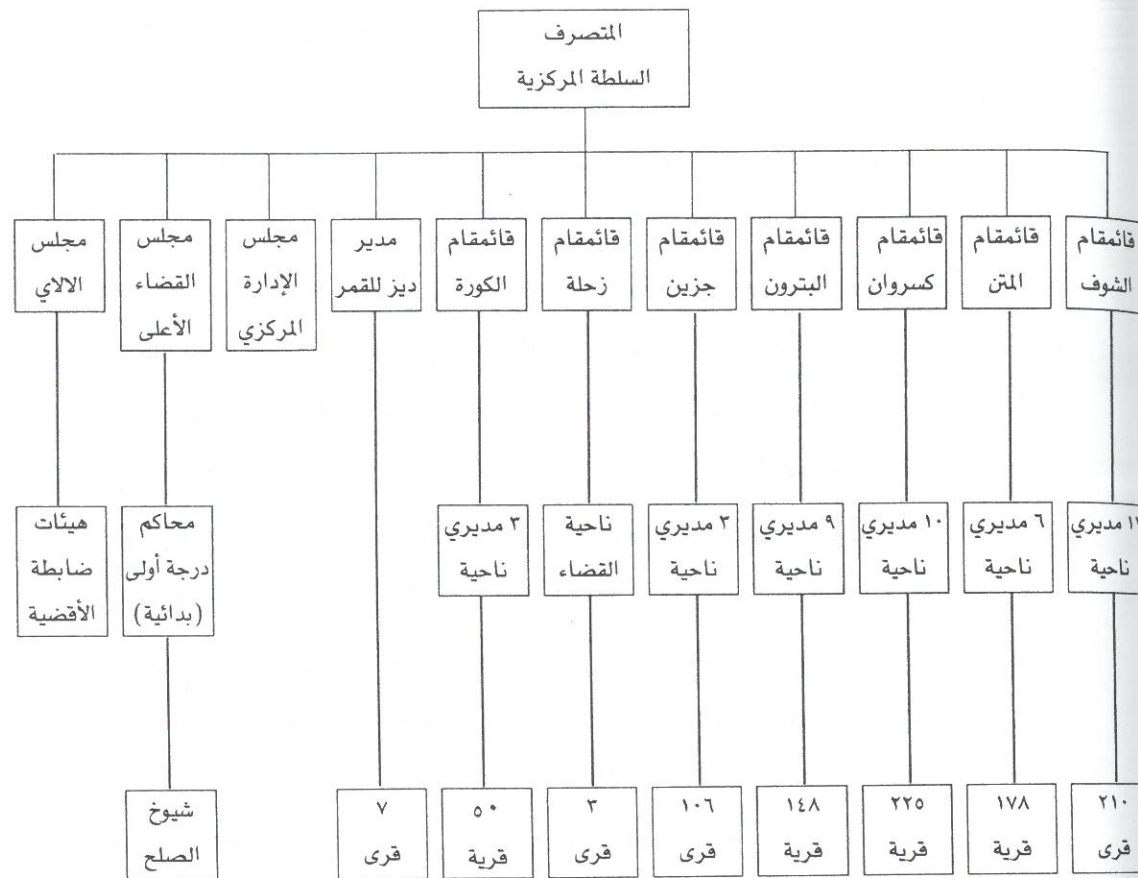 المتصرف
السلطة المركزية
قائمقام
الشوف
قائمقام
المتن
قائمقام
كسروان
قائمقام
البترون
قائمقام
جزين
قائمقام
زحلة
قائمقام
الكورة
مدير
ديز للقمر
مجلس
الإدارة
المركزي
مجلس
القضاء
الأعلى
مجلس
الالاي
مديري
ناحية
٦ مديري
ناحية
١٠ مديري
ناحية
٩ مديري
ناحية
٣ مديري
ناحية
ناحية
القضاء
٣ مديري
ناحية
محاكم
درجة أولى
(بدائية)
هيئات
ضابطة
الأقضية
٢١٠
قرى
١٧٨
قرية
٢٢٥
قرية
١٤٨
قرية
١٠٦
قرى
٣
قرى
٥٠
قرية
٧
قرى
شيوخ
الصلح